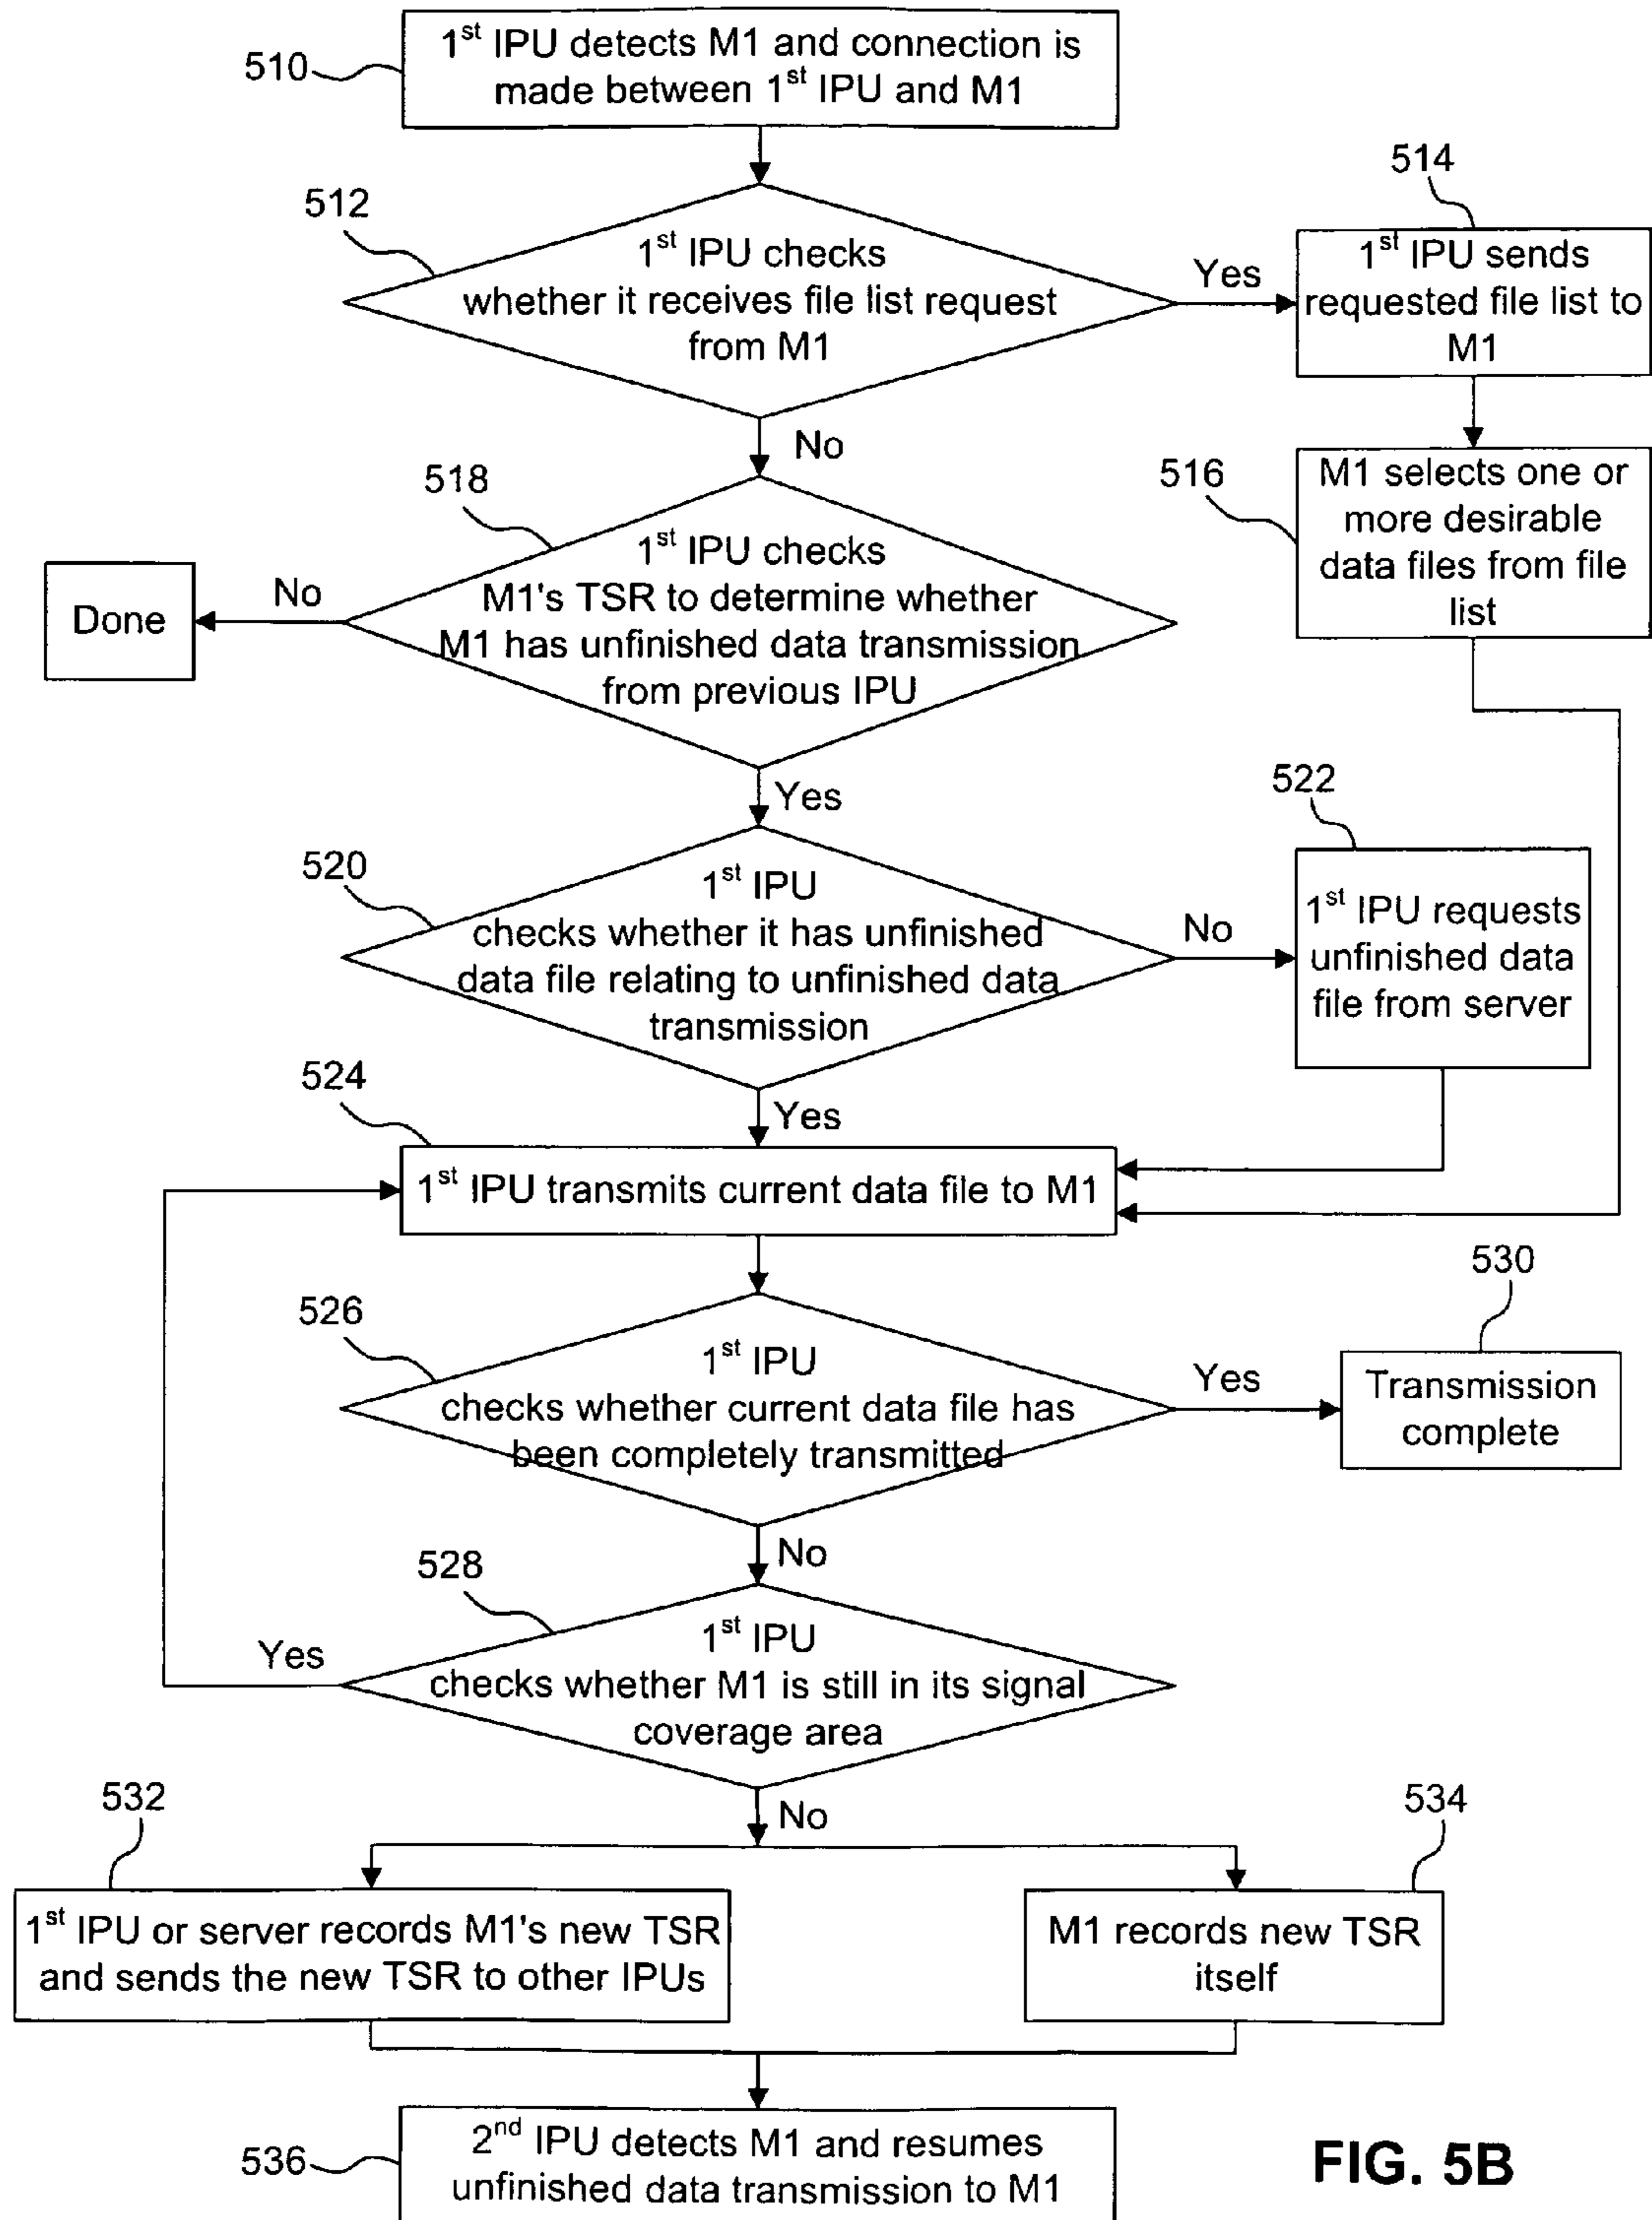 510
1st IPU detects M1 and connection is
made between 1st IPU and M1
512
1st IPU checks
whether it receives file list request
from M1
Yes
514
1st IPU sends
requested file list to
M1
No
516
M1 selects one or
more desirable
data files from file
list
518
1st IPU checks
M1's TSR to determine whether
M1 has unfinished data transmission
from previous IPU
No
Done
Yes
520
1st IPU
checks whether it has unfinished
data file relating to unfinished data
transmission
No
522
1st IPU requests
unfinished data
file from server
Yes
524
1st IPU transmits current data file to M1
526
1st IPU
checks whether current data file has
been completely transmitted
Yes
530
Transmission
complete
No
528
1st IPU
checks whether M1 is still in its signal
coverage area
Yes
No
532
1st IPU or server records M1's new TSR
and sends the new TSR to other IPUs
534
M1 records new TSR
itself
536
2nd IPU detects M1 and resumes
unfinished data transmission to M1
FIG. 5B